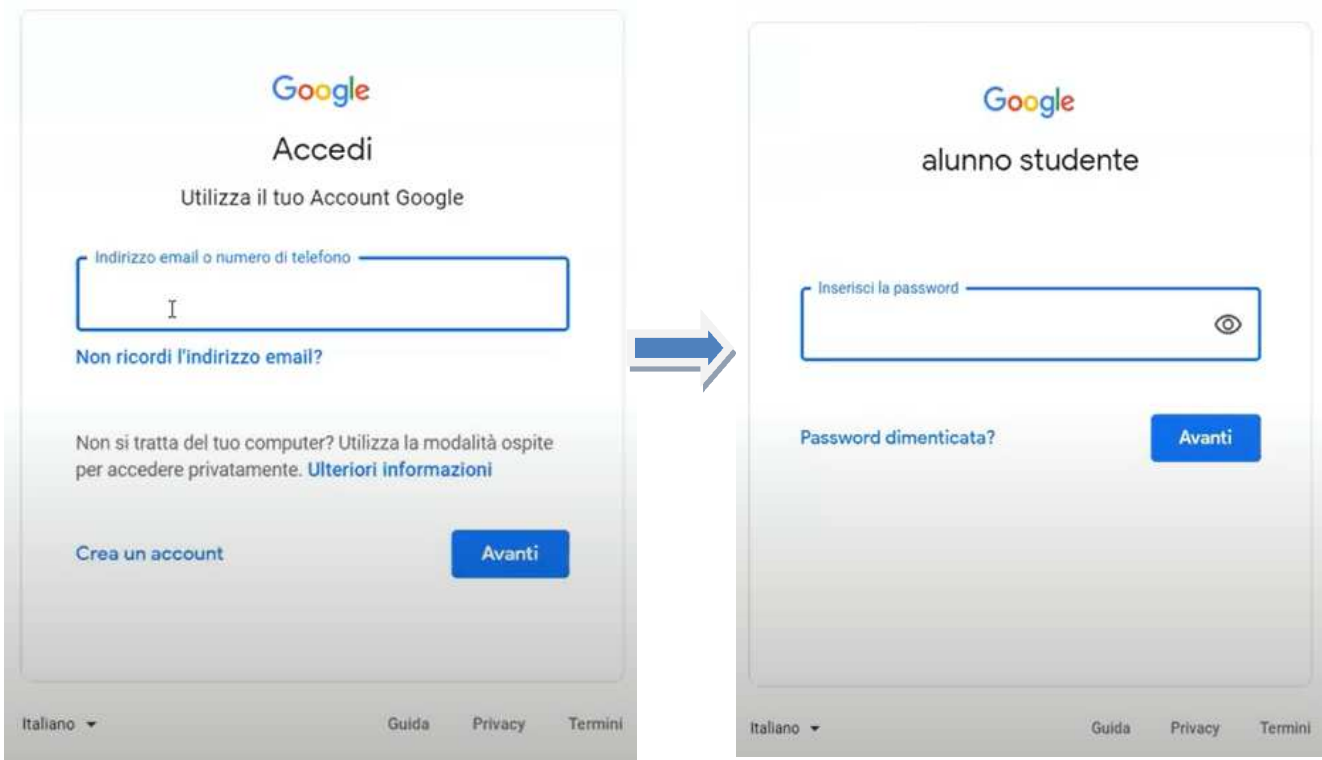 Google
Accedi
Utilizza il tuo Account Google
Indirizzo email o numero di telefono
Non ricordi l'indirizzo email?
Non si tratta del tuo computer? Utilizza la modalità ospite
per accedere privatamente. Ulteriori informazioni
Crea un account
Avanti
Italiano
Guida
Privacy
Termini
Google
alunno studente
Inserisci la password
Password dimenticata?
Avanti
Italiano
Guida
Privacy
Termini